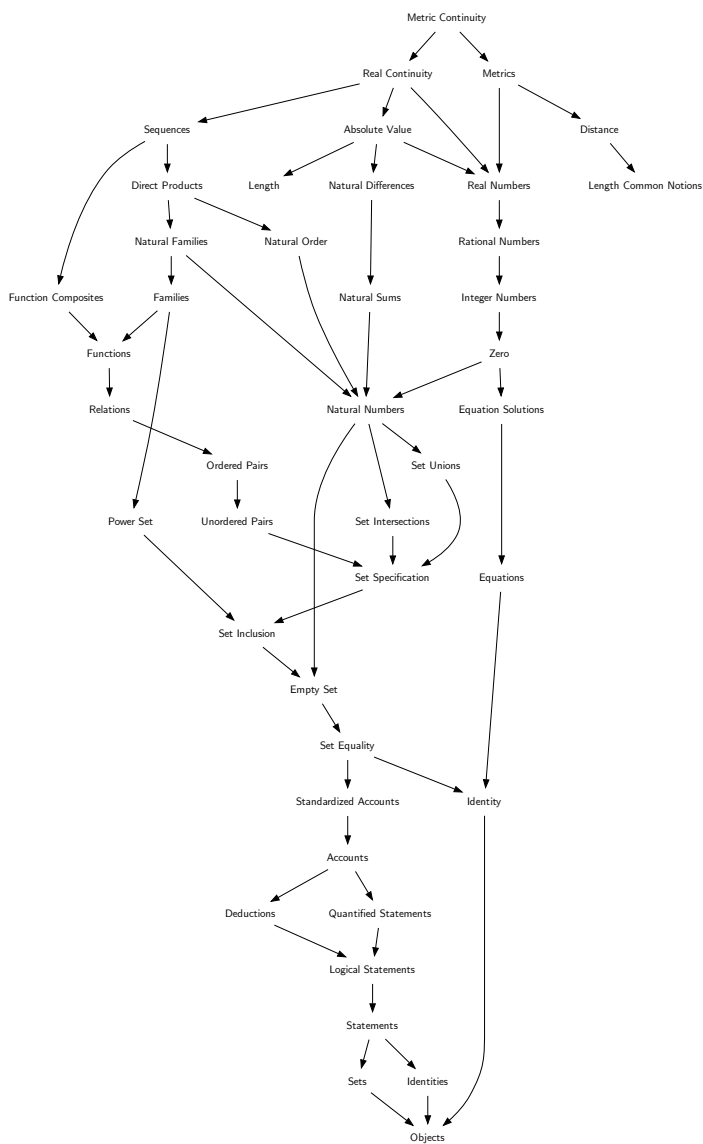 Metric Continuity
Real Continuity
Metrics
Sequences
Absolute Value
Distance
Direct Products
Length
Natural Differences
Real Numbers
Length Common Notions
Natural Families
Natural Order
Rational Numbers
Function Composites
Families
Natural Sums
Integer Numbers
Functions
Zero
Relations
Natural Numbers
Equation Solutions
Ordered Pairs
Set Unions
Power Set
Unordered Pairs
Set Intersections
Set Specification
Equations
Set Inclusion
Empty Set
Set Equality
Standardized Accounts
Identity
Accounts
Deductions
Quantified Statements
Logical Statements
Statements
Sets
Identities
Objects